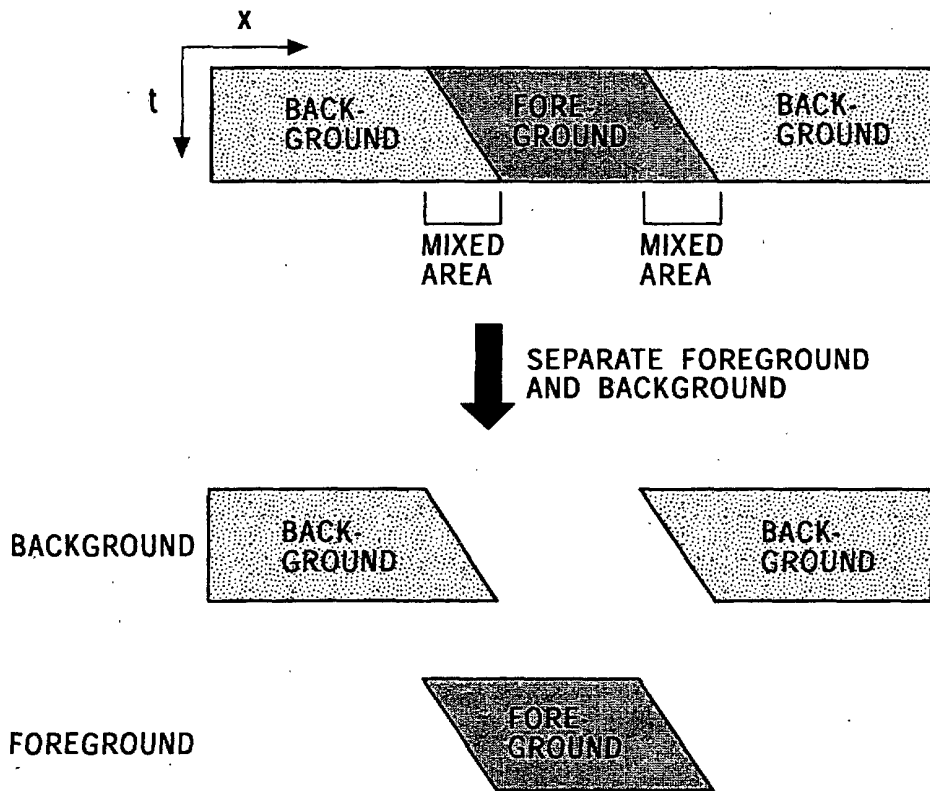 x
t
BACK-
GROUND
FORE-
GROUND
BACK-
GROUND
MIXED
AREA
MIXED
AREA
SEPARATE FOREGROUND
AND BACKGROUND
BACKGROUND
BACK-
GROUND
BACK-
GROUND
FOREGROUND
FORE-
GROUND